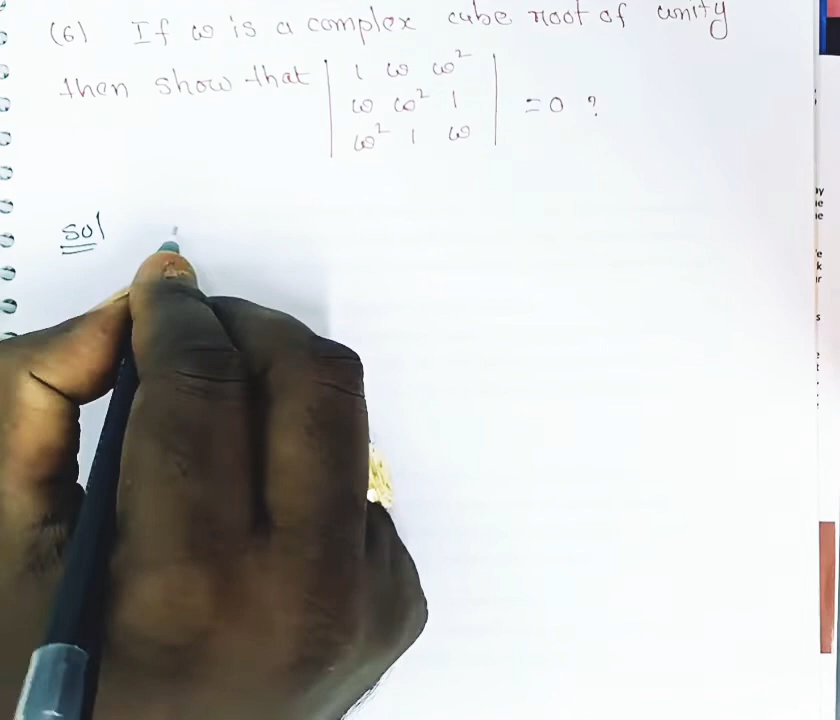 (6) If ω is a complex cube root of unity
then show that | 1 ω ω² |
| ω ω² 1 | = 0 ?
| ω² 1 ω |
Sol